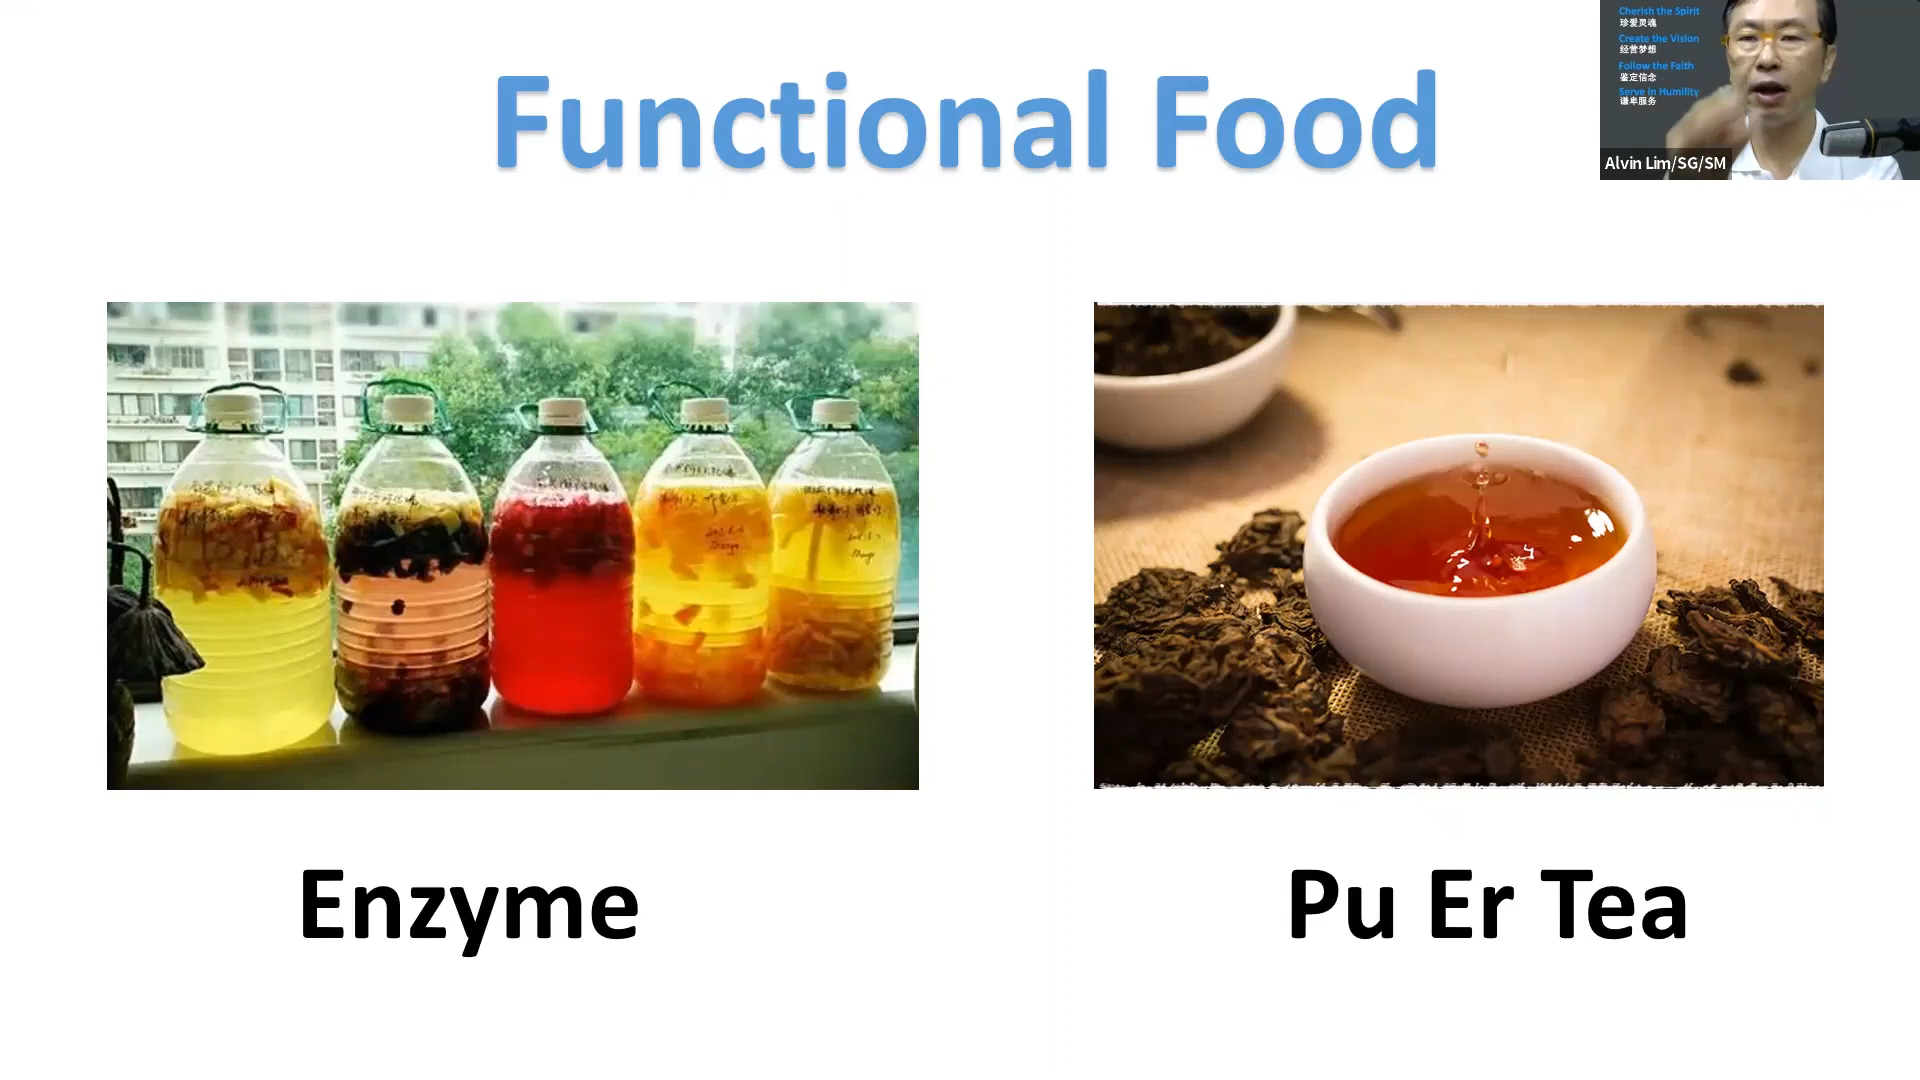 Functional Food
Cherish the Spirit
珍爱灵魂
Create the Vision
经营梦想
Follow the Faith
鉴定信念
Serve in Humility
谦卑服务
Alvin Lim/SG/SM
Enzyme
Pu Er Tea